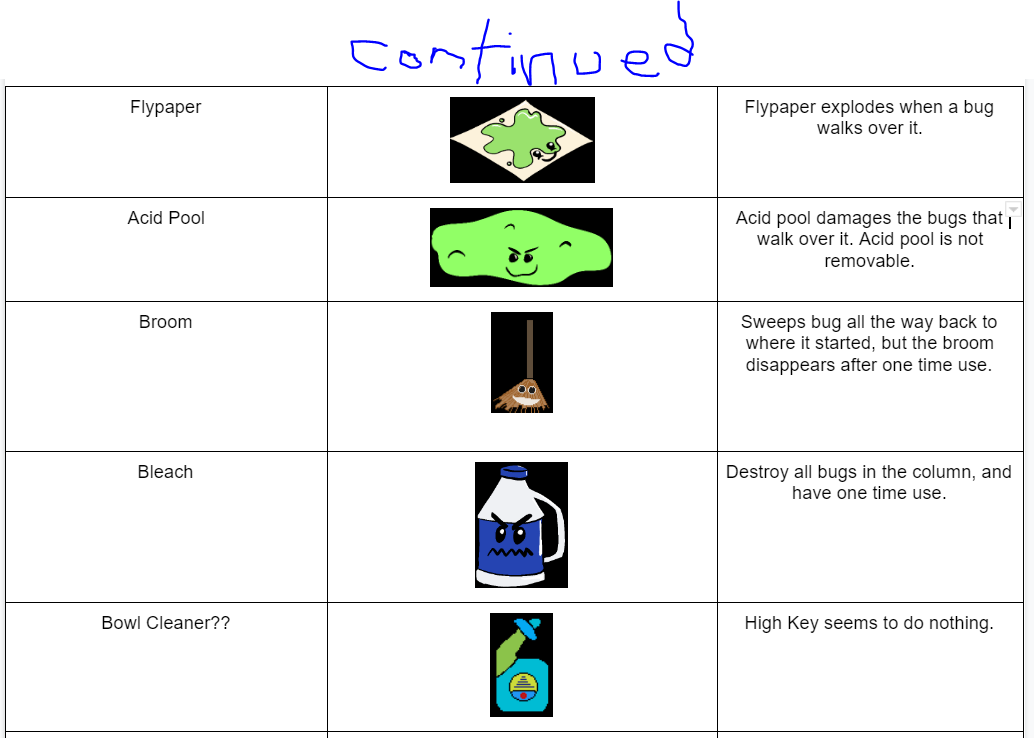 continued
Flypaper
Flypaper explodes when a bug
walks over it.
Acid Pool
Acid pool damages the bugs that
walk over it. Acid pool is not
removable.
Broom
Sweeps bug all the way back to
where it started, but the broom
disappears after one time use.
Bleach
Destroy all bugs in the column, and
have one time use.
Bowl Cleaner??
High Key seems to do nothing.